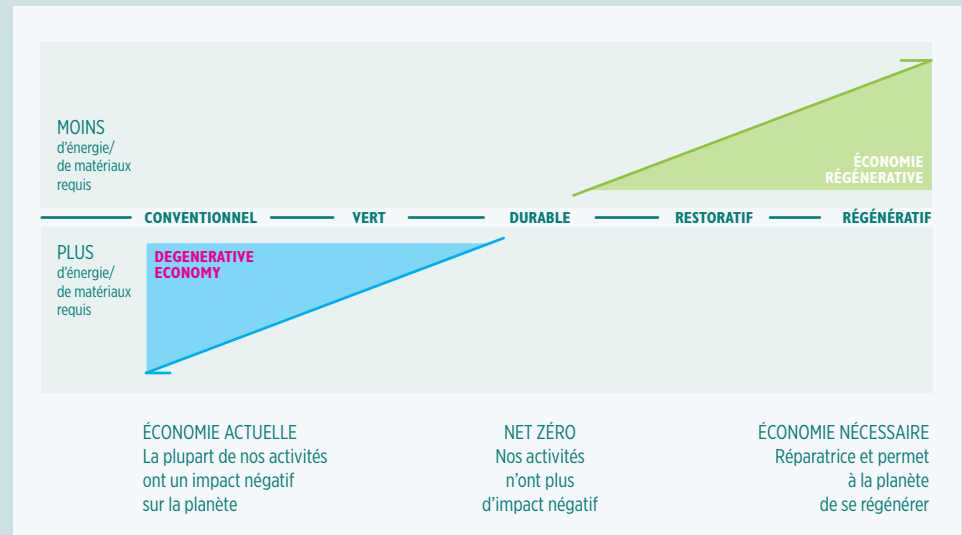 MOINS
d'énergie/
de matériaux
requis
ÉCONOMIE
RÉGÉNERATIVE
CONVENTIONNEL VERT DURABLE RESTORATIF RÉGÉNÉRATIF
PLUS
d'énergie/
de matériaux
requis
DEGENERATIVE
ECONOMY
ÉCONOMIE ACTUELLE
La plupart de nos activités
ont un impact négatif
sur la planète
NET ZÉRO
Nos activités
n'ont plus
d'impact négatif
ÉCONOMIE NÉCESSAIRE
Réparatrice et permet
à la planète
de se régénérer